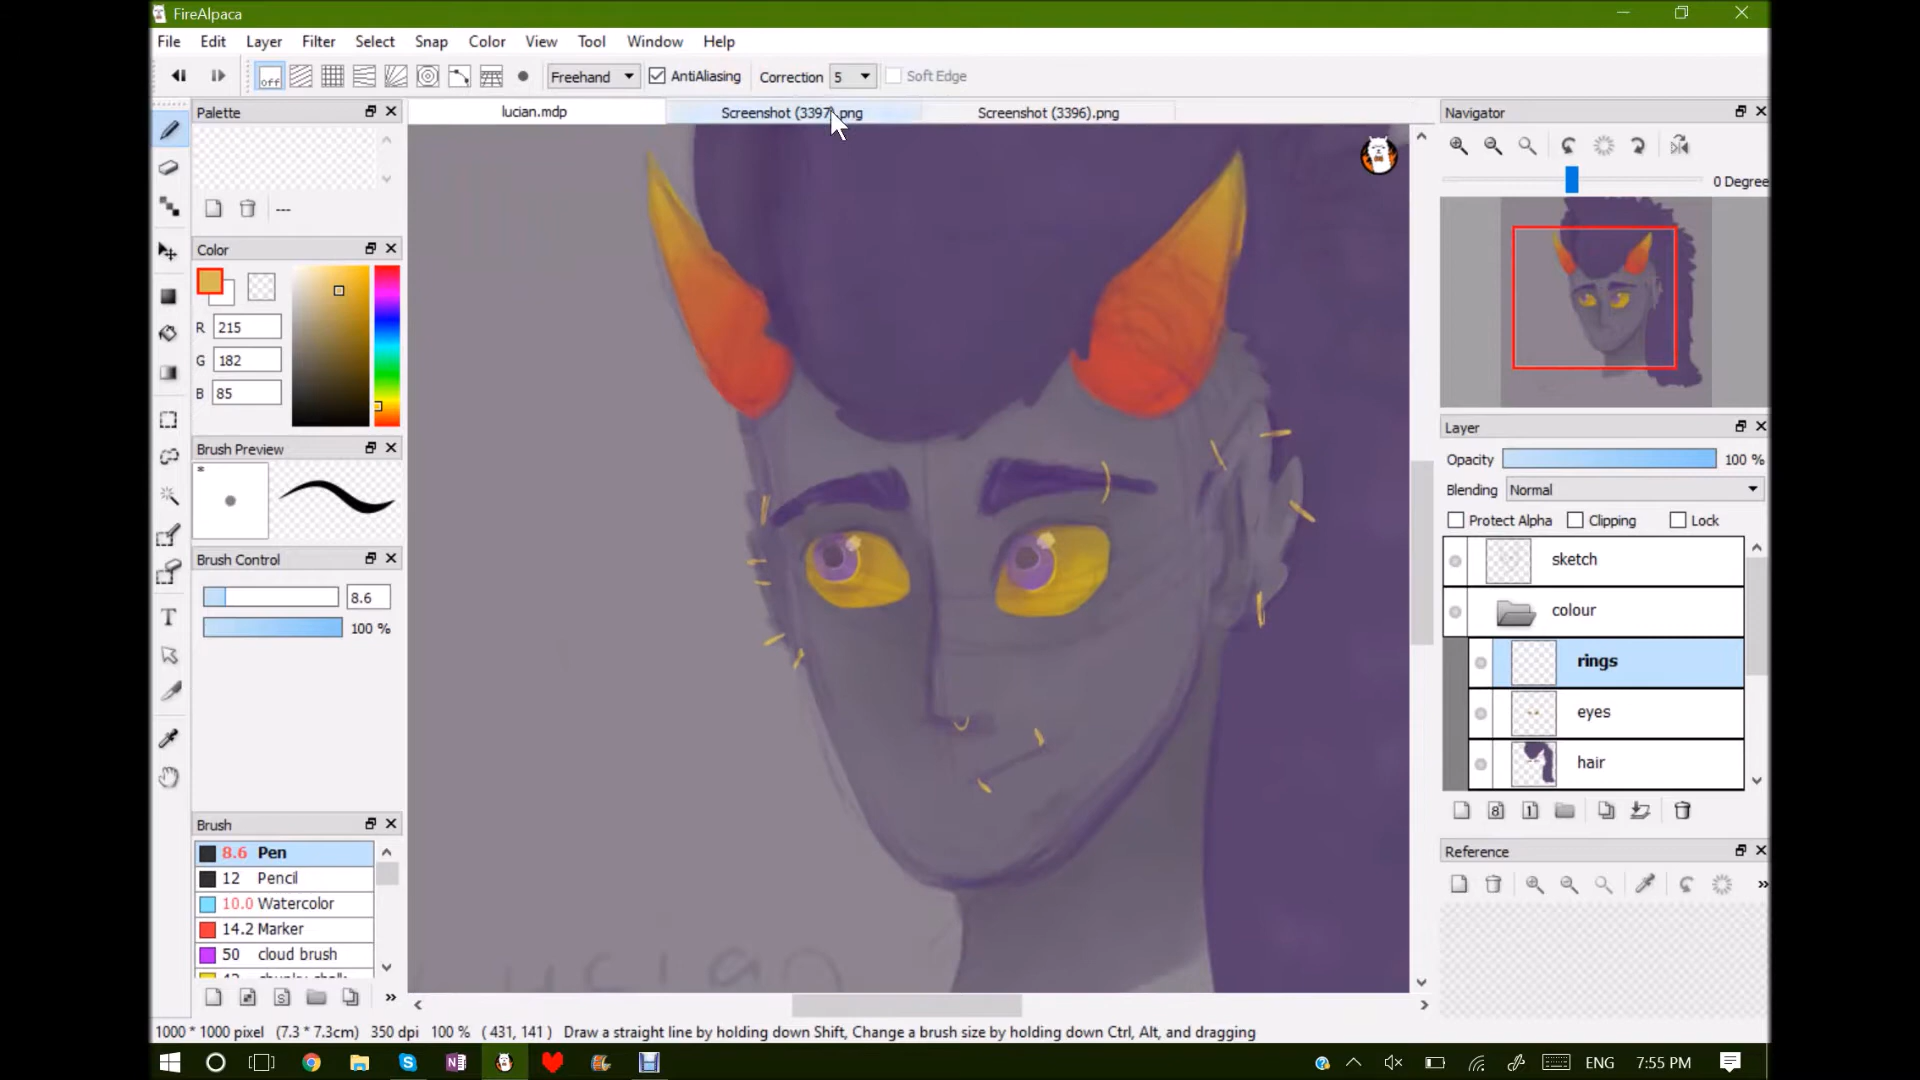 FireAlpaca
File Edit Layer Filter Select Snap Color View Tool Window Help
off Freehand AntiAliasing Correction 5 Soft Edge
Palette
lucian.mdp Screenshot (3397).png Screenshot (3396).png
Navigator
0 Degree
---
Color
R 215
G 182
B 85
Brush Preview
*
Brush Control
8.6
100 %
T
Brush
8.6 Pen
12 Pencil
10.0 Watercolor
14.2 Marker
50 cloud brush
Layer
Opacity 100 %
Blending Normal
Protect Alpha Clipping Lock
sketch
colour
rings
eyes
hair
8 1
Reference
S
1000 * 1000 pixel (7.3 * 7.3cm) 350 dpi 100 % ( 431, 141 ) Draw a straight line by holding down Shift, Change a brush size by holding down Ctrl, Alt, and dragging
ENG 7:55 PM